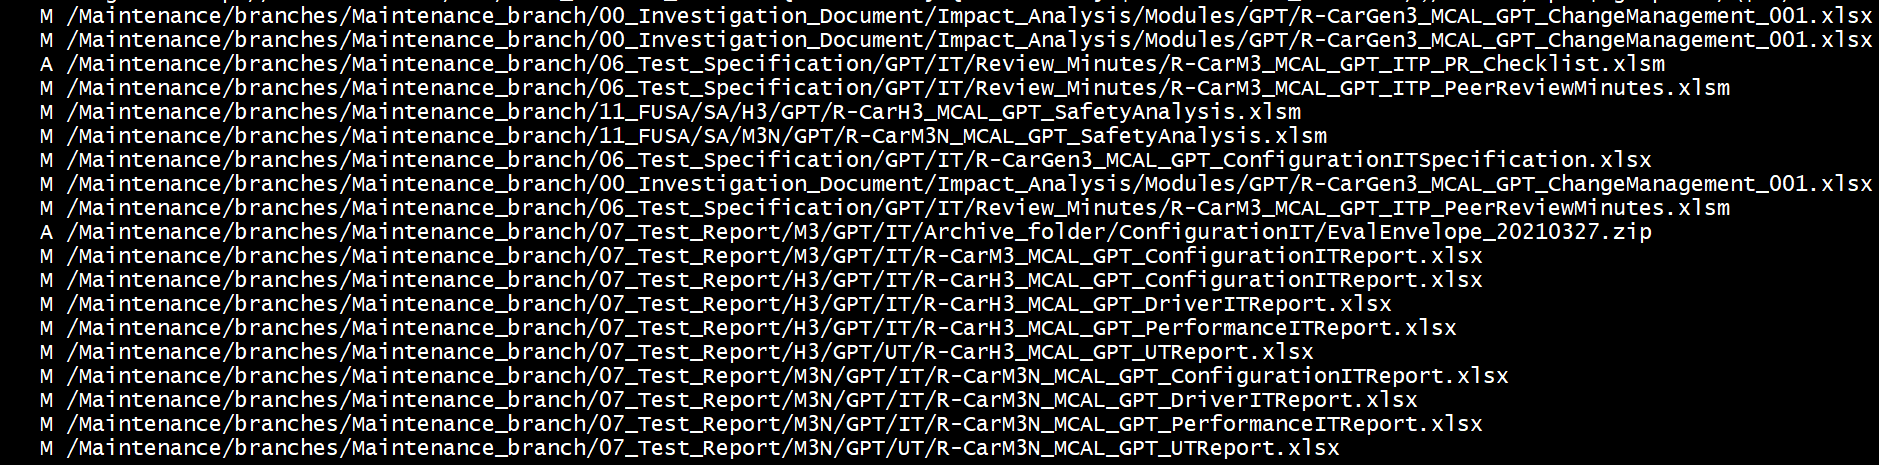 M /Maintenance/branches/Maintenance_branch/00_Investigation_Document/Impact_Analysis/Modules/GPT/R-CarGen3_MCAL_GPT_ChangeManagement_001.xlsx
M /Maintenance/branches/Maintenance_branch/00_Investigation_Document/Impact_Analysis/Modules/GPT/R-CarGen3_MCAL_GPT_ChangeManagement_001.xlsx
A /Maintenance/branches/Maintenance_branch/06_Test_Specification/GPT/IT/Review_Minutes/R-CarM3_MCAL_GPT_ITP_PR_Checklist.xlsm
M /Maintenance/branches/Maintenance_branch/06_Test_Specification/GPT/IT/Review_Minutes/R-CarM3_MCAL_GPT_ITP_PeerReviewMinutes.xlsm
M /Maintenance/branches/Maintenance_branch/11_FUSA/SA/H3/GPT/R-CarH3_MCAL_GPT_SafetyAnalysis.xlsm
M /Maintenance/branches/Maintenance_branch/11_FUSA/SA/M3N/GPT/R-CarM3N_MCAL_GPT_SafetyAnalysis.xlsm
M /Maintenance/branches/Maintenance_branch/06_Test_Specification/GPT/IT/R-CarGen3_MCAL_GPT_ConfigurationITSpecification.xlsx
M /Maintenance/branches/Maintenance_branch/00_Investigation_Document/Impact_Analysis/Modules/GPT/R-CarGen3_MCAL_GPT_ChangeManagement_001.xlsx
M /Maintenance/branches/Maintenance_branch/06_Test_Specification/GPT/IT/Review_Minutes/R-CarM3_MCAL_GPT_ITP_PeerReviewMinutes.xlsm
A /Maintenance/branches/Maintenance_branch/07_Test_Report/M3/GPT/IT/Archive_folder/ConfigurationIT/EvalEnvelope_20210327.zip
M /Maintenance/branches/Maintenance_branch/07_Test_Report/M3/GPT/IT/R-CarM3_MCAL_GPT_ConfigurationITReport.xlsx
M /Maintenance/branches/Maintenance_branch/07_Test_Report/H3/GPT/IT/R-CarH3_MCAL_GPT_ConfigurationITReport.xlsx
M /Maintenance/branches/Maintenance_branch/07_Test_Report/H3/GPT/IT/R-CarH3_MCAL_GPT_DriverITReport.xlsx
M /Maintenance/branches/Maintenance_branch/07_Test_Report/H3/GPT/IT/R-CarH3_MCAL_GPT_PerformanceITReport.xlsx
M /Maintenance/branches/Maintenance_branch/07_Test_Report/H3/GPT/UT/R-CarH3_MCAL_GPT_UTReport.xlsx
M /Maintenance/branches/Maintenance_branch/07_Test_Report/M3N/GPT/IT/R-CarM3N_MCAL_GPT_ConfigurationITReport.xlsx
M /Maintenance/branches/Maintenance_branch/07_Test_Report/M3N/GPT/IT/R-CarM3N_MCAL_GPT_DriverITReport.xlsx
M /Maintenance/branches/Maintenance_branch/07_Test_Report/M3N/GPT/IT/R-CarM3N_MCAL_GPT_PerformanceITReport.xlsx
M /Maintenance/branches/Maintenance_branch/07_Test_Report/M3N/GPT/UT/R-CarM3N_MCAL_GPT_UTReport.xlsx